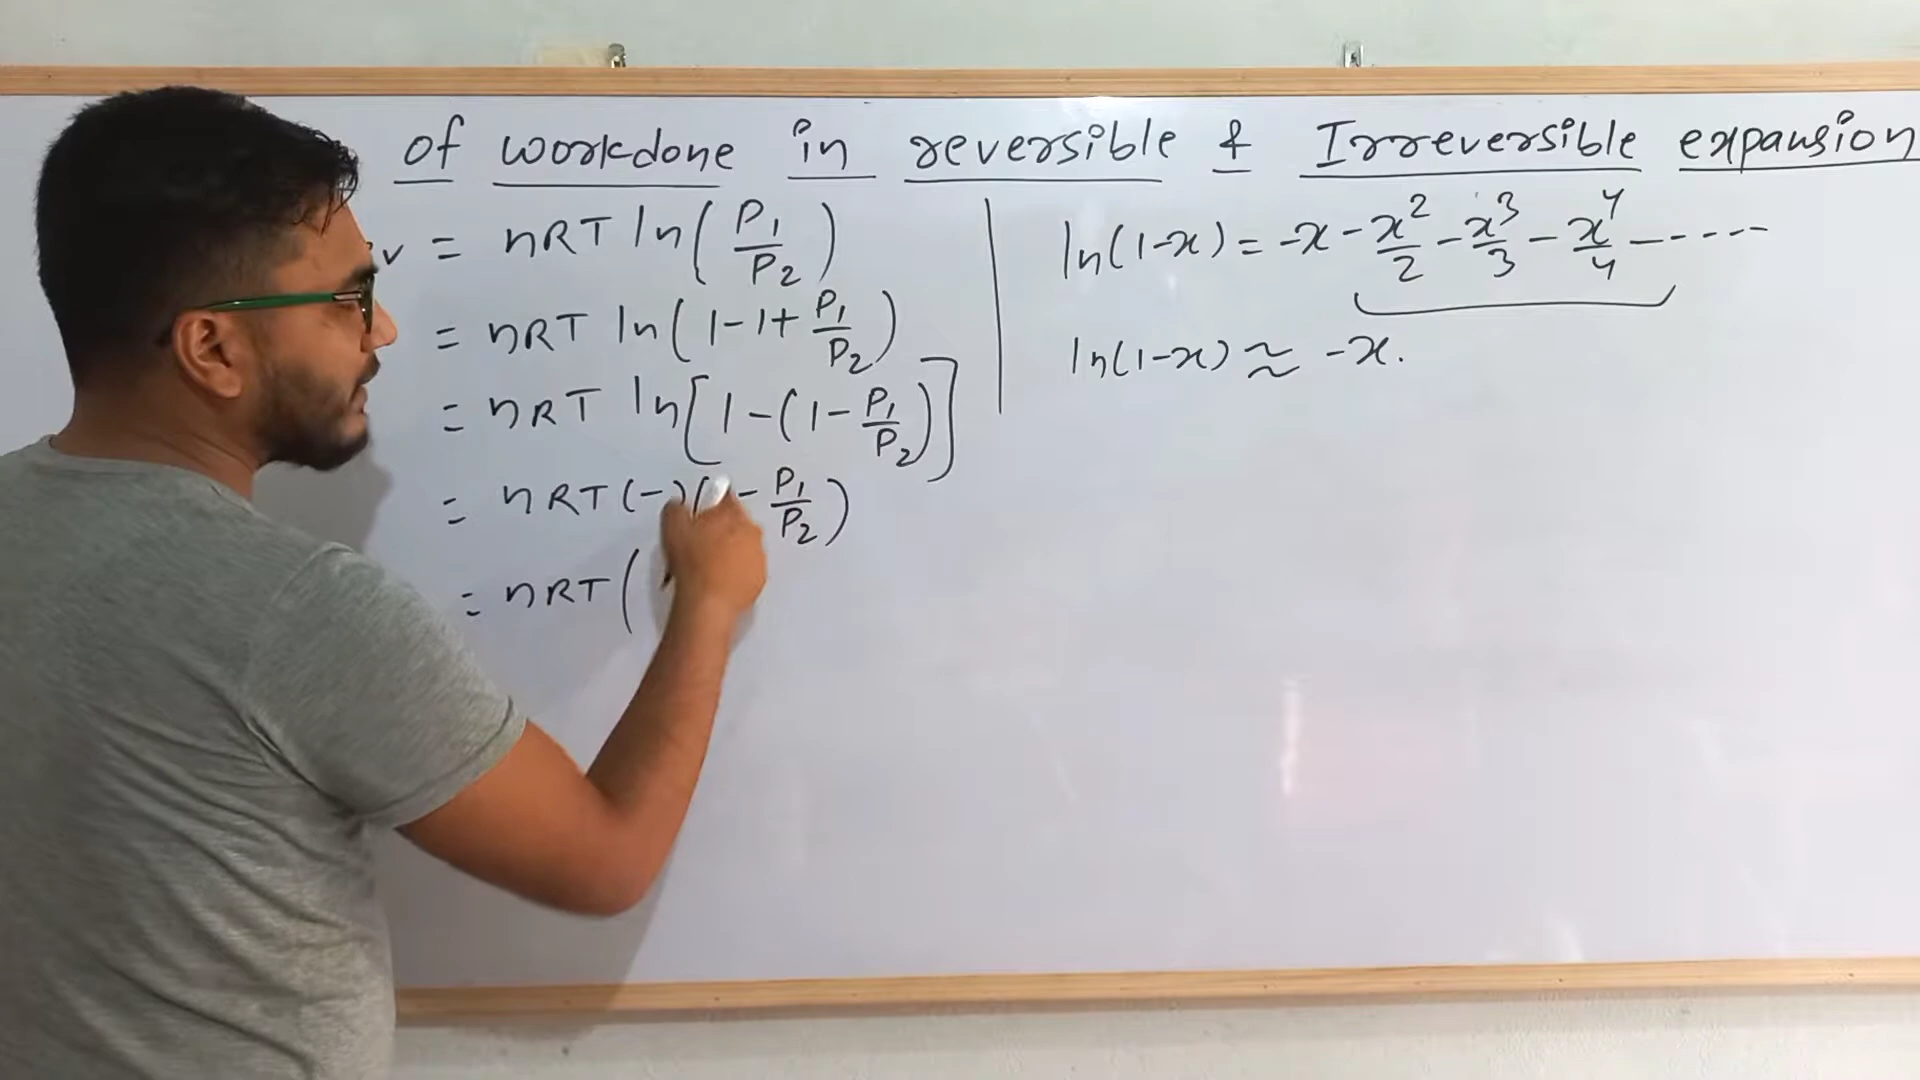 of workdone in reversible & Irreversible expansion
v = nRT ln(P₁/P₂)
= nRT ln(1-1+P₁/P₂)
= nRT ln[1-(1-P₁/P₂)]
= nRT(-)(1-P₁/P₂)
= nRT(
ln(1-x) = -x - x²/2 - x³/3 - x⁴/4 - - - - -
ln(1-x) ≈ -x.